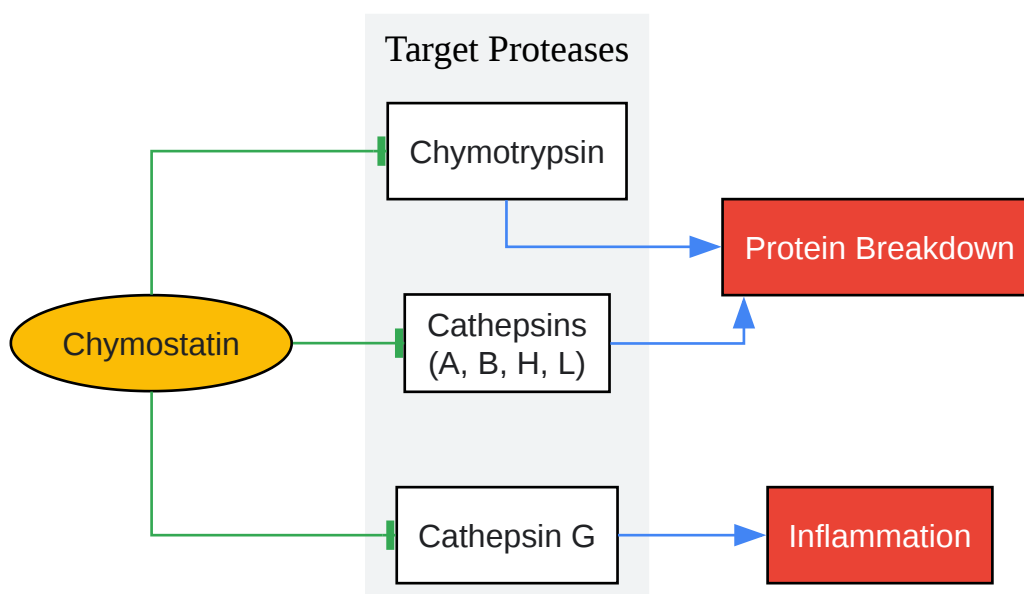 Target Proteases
Chymotrypsin
Protein Breakdown
Chymostatin
Cathepsins
(A, B, H, L)
Cathepsin G
Inflammation